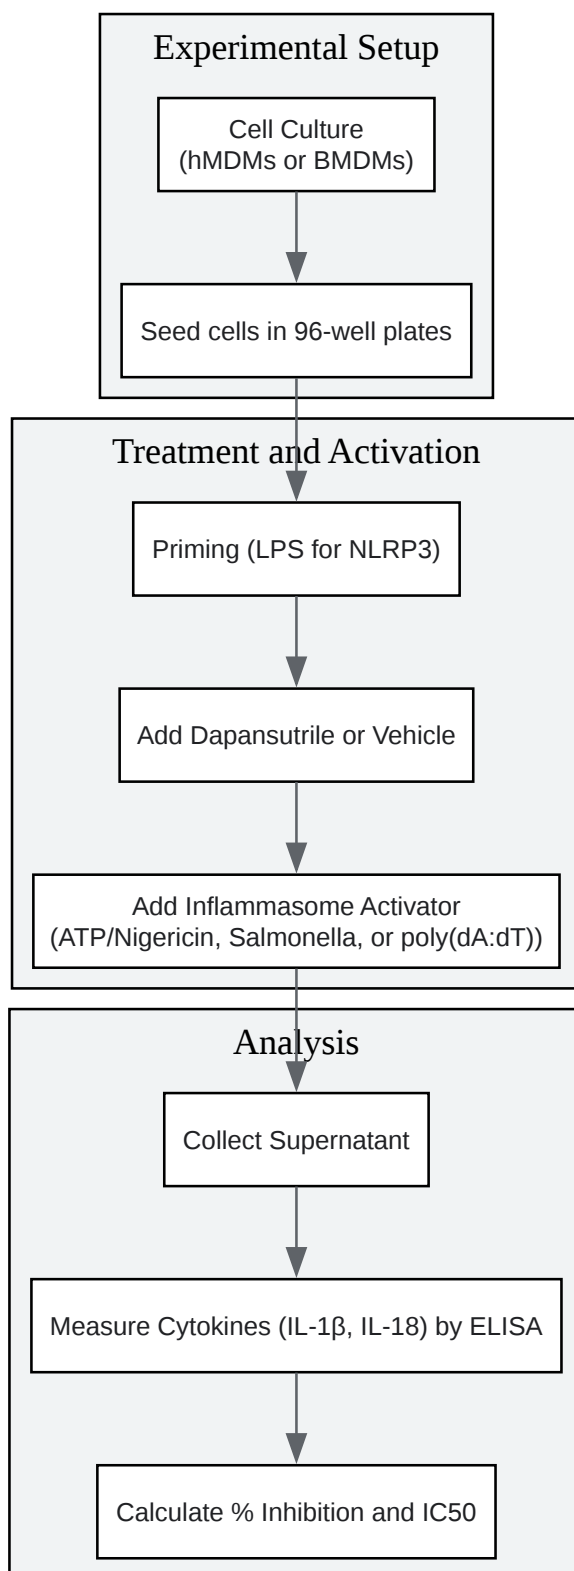 Experimental Setup
Cell Culture
(hMDMs or BMDMs)
Seed cells in 96-well plates
Treatment and Activation
Priming (LPS for NLRP3)
Add Dapansutrile or Vehicle
Add Inflammasome Activator
(ATP/Nigericin, Salmonella, or poly(dA:dT))
Analysis
Collect Supernatant
Measure Cytokines (IL-1β, IL-18) by ELISA
Calculate % Inhibition and IC50